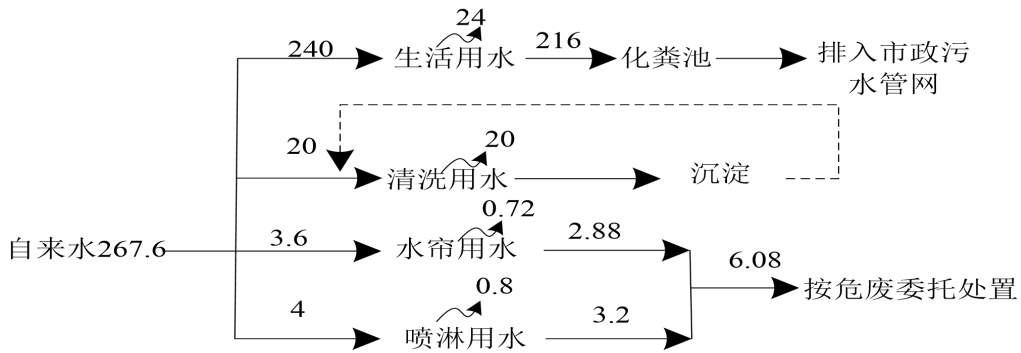 24
240
生活用水
216
化粪池
排入市政污
水管网
20
20
清洗用水
沉淀
0.72
自来水267.6
3.6
水帘用水
2.88
6.08
按危废委托处置
0.8
4
喷淋用水
3.2